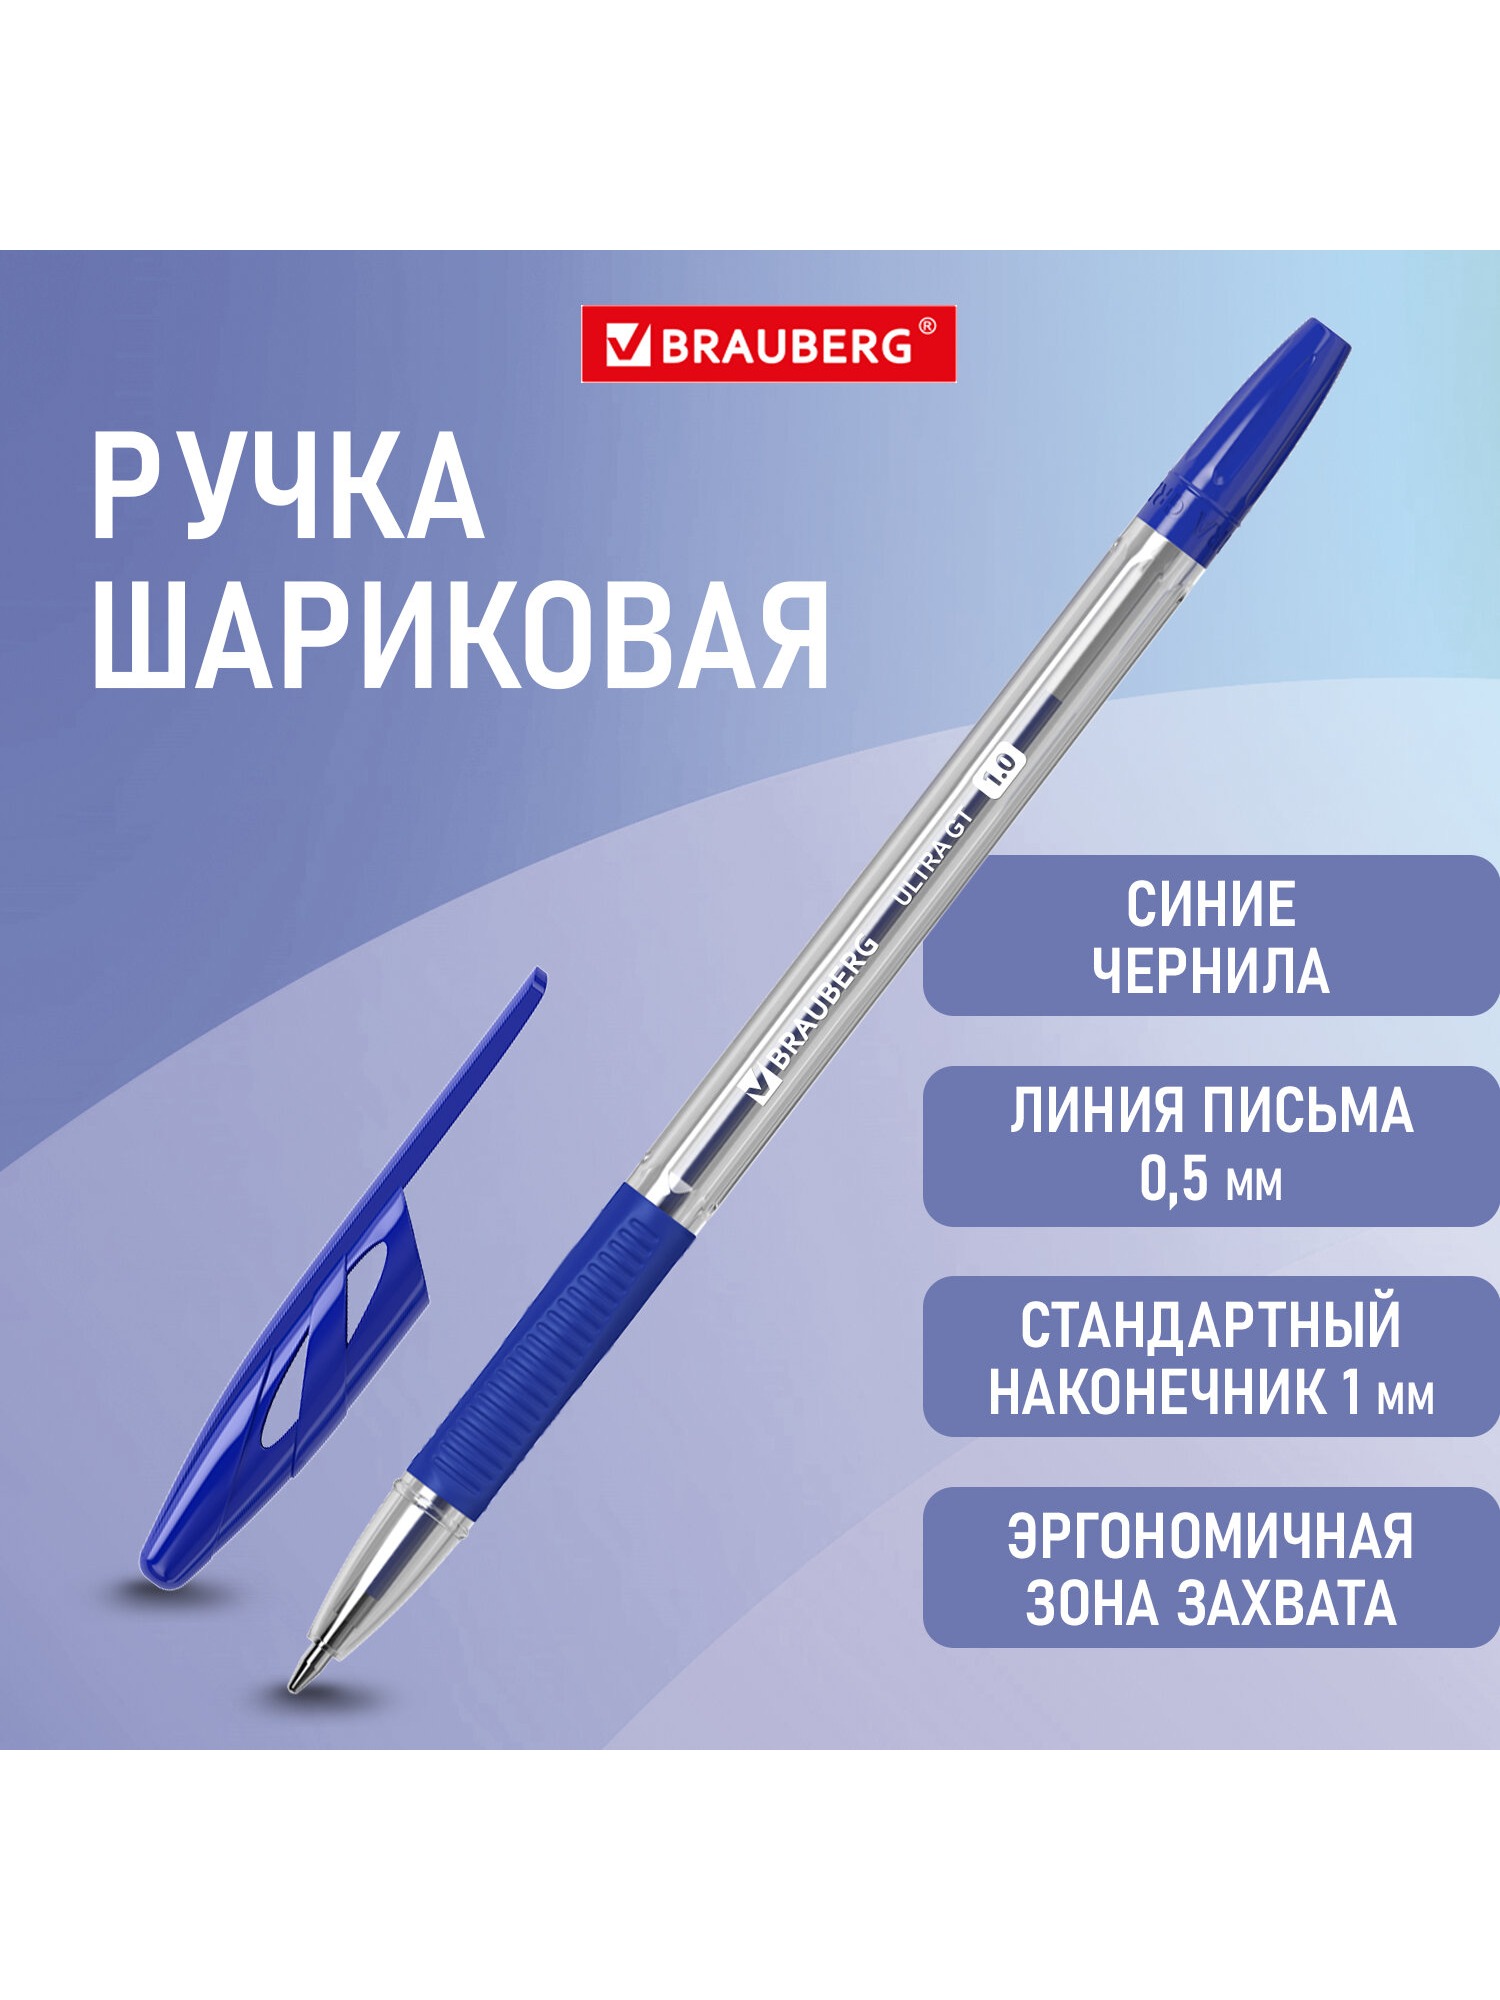 BRAUBERG®
РУЧКА
ШАРИКОВАЯ
BRAUBERG ULTRA GT 1.0
СИНИЕ
ЧЕРНИЛА
ЛИНИЯ ПИСЬМА
0,5 мм
СТАНДАРТНЫЙ
НАКОНЕЧНИК 1 мм
ЭРГОНОМИЧНАЯ
ЗОНА ЗАХВАТА